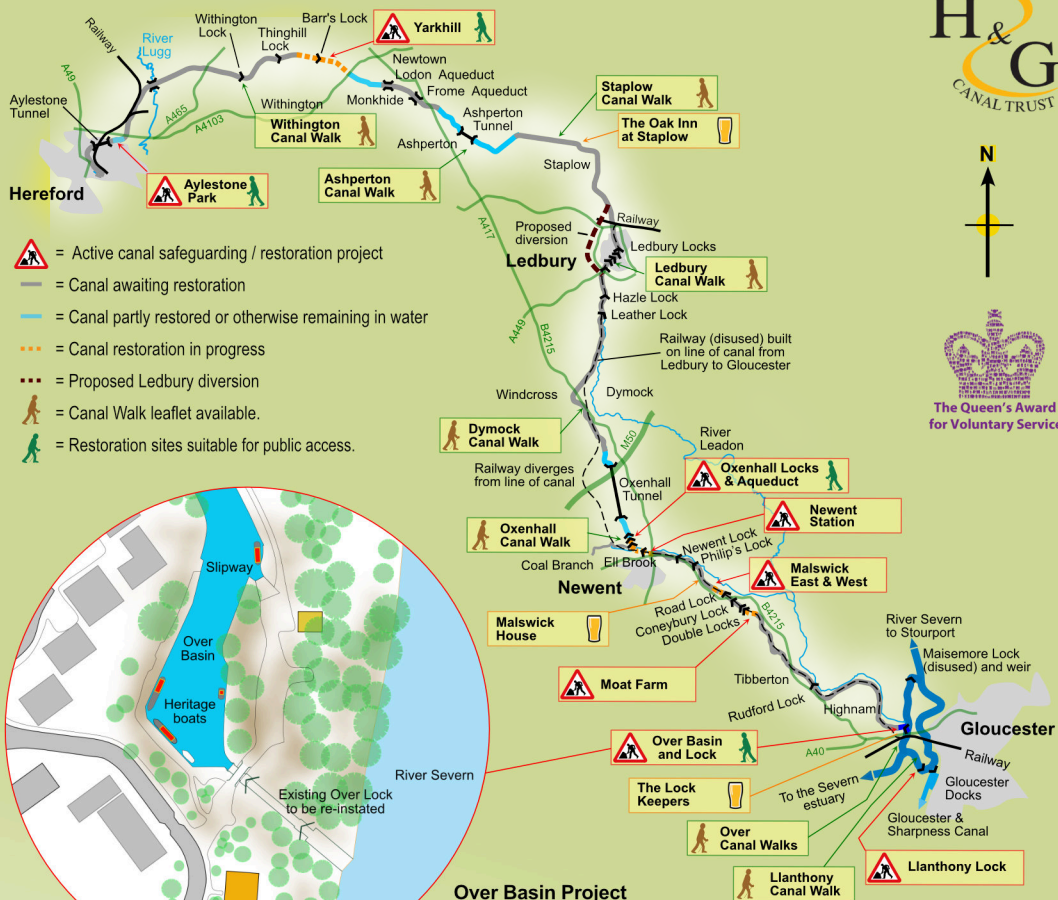 H & G
CANAL TRUST
N
The Queen's Award
for Voluntary Service
Railway
River
Lugg
Withington
Lock
Thinghill
Lock
Barr's Lock
Yarkhill
A49
Aylestone
Tunnel
A465
A4103
Withington
Withington
Canal Walk
Newtown
Lodon Aqueduct
Monkhide
Frome Aqueduct
Ashperton
Tunnel
Ashperton
Ashperton
Canal Walk
Staplow
Canal Walk
The Oak Inn
at Staplow
Staplow
Hereford
Aylestone
Park
= Active canal safeguarding / restoration project
= Canal awaiting restoration
= Canal partly restored or otherwise remaining in water
= Canal restoration in progress
= Proposed Ledbury diversion
= Canal Walk leaflet available.
= Restoration sites suitable for public access.
A417
Proposed
diversion
Railway
Ledbury
Ledbury Locks
Ledbury
Canal Walk
Hazle Lock
Leather Lock
A449
B4215
Railway (disused) built
on line of canal from
Ledbury to Gloucester
Windcross
Dymock
Dymock
Canal Walk
M50
River
Leadon
Railway diverges
from line of canal
Oxenhall
Tunnel
Oxenhall Locks
& Aqueduct
Newent
Station
Oxenhall
Canal Walk
Coal Branch
Ell Brook
Newent Lock
Philip's Lock
Newent
Malswick
East & West
Malswick
House
Road Lock
Coneybury Lock
Double Locks
B4215
Moat Farm
Tibberton
Rudford Lock
Highnam
River Severn
to Stourport
Maisemore Lock
(disused) and weir
Gloucester
Over Basin
and Lock
A40
Railway
The Lock
Keepers
To the Severn
estuary
Gloucester
Docks
Gloucester &
Sharpness Canal
Over
Canal Walks
Llanthony Lock
Llanthony
Canal Walk
Slipway
Over
Basin
Heritage
boats
River Severn
Existing Over Lock
to be re-instated
Over Basin Project